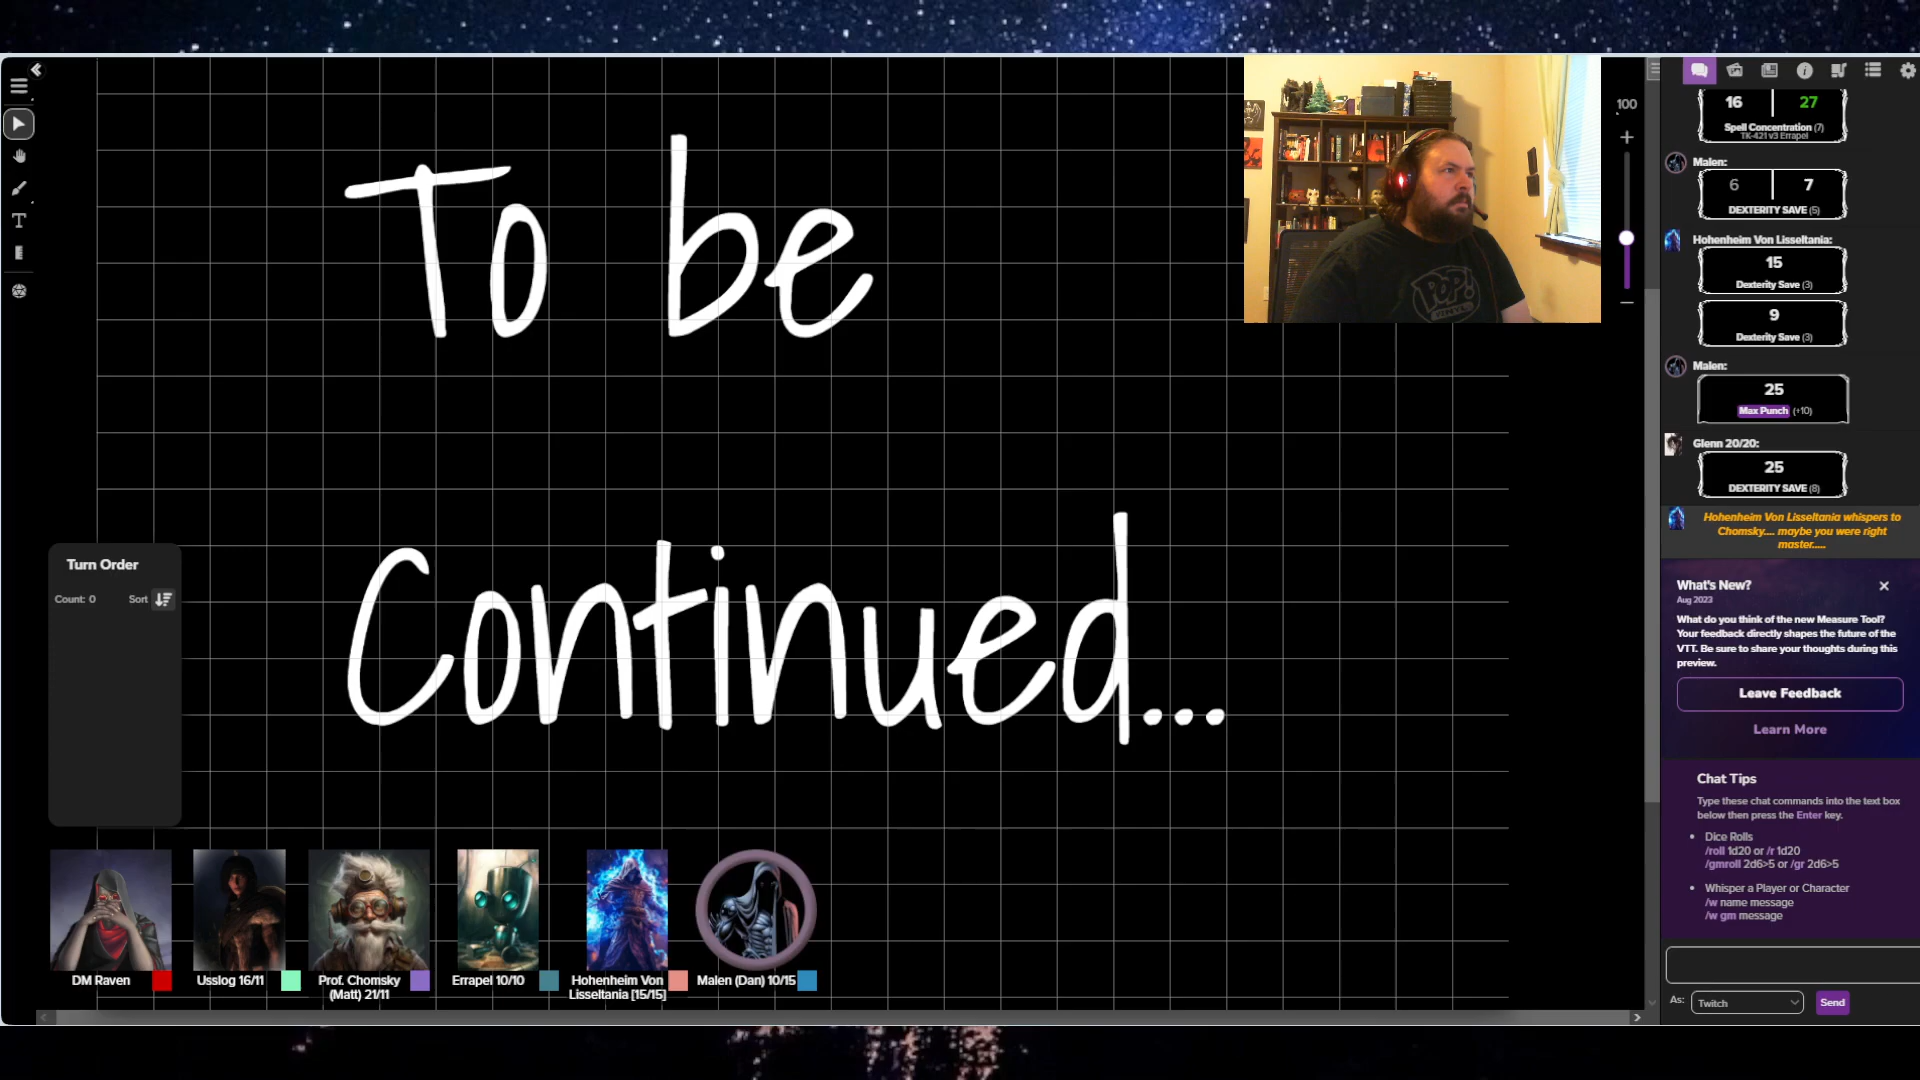 To be
Continued...
Turn Order
Count: 0 Sort
DM Raven
Usslog 16/11
Prof. Chomsky
(Matt) 21/11
Errapel 10/10
Hohenheim Von
Lisseltania [15/15]
Malen (Dan) 10/15
POP!
100
16 27
Spell Concentration (7)
TK-421 v3 Errapel
Malen:
6 7
DEXTERITY SAVE (5)
Hohenheim Von Lisseltania:
15
Dexterity Save (3)
9
Dexterity Save (3)
Malen:
25
Max Punch (+10)
Glenn 20/20:
25
DEXTERITY SAVE (8)
Hohenheim Von Lisseltania whispers to
Chomsky.... maybe you were right
master.....
What's New?
Aug 2023
What do you think of the new Measure Tool?
Your feedback directly shapes the future of the
VTT. Be sure to share your thoughts during this
preview.
Leave Feedback
Learn More
Chat Tips
Type these chat commands into the text box
below then press the Enter key.
Dice Rolls
/roll 1d20 or /r 1d20
/gmroll 2d6>5 or /gr 2d6>5
Whisper a Player or Character
/w name message
/w gm message
As: Twitch Send